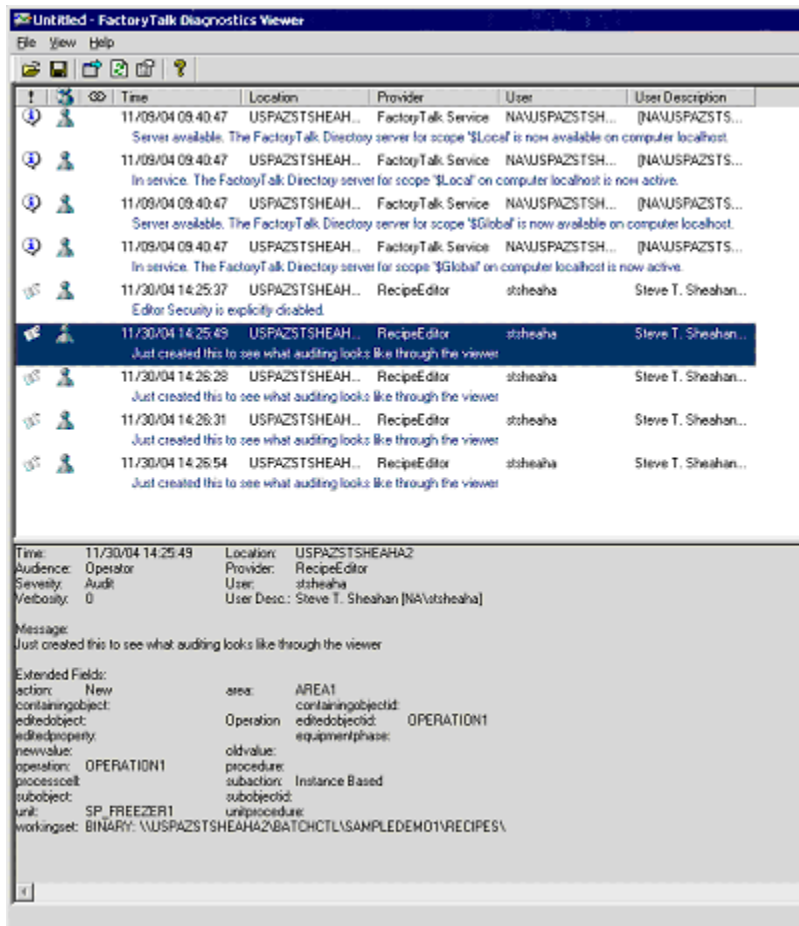 Untitled - FactoryTalk Diagnostics Viewer
File View Help
! Time Location Provider User User Description
11/09/04 09:40:47 USPAZSTSHEAH... FactoryTalk Service NA\USPAZSTSH... [NA\USPAZSTS...
Server available. The FactoryTalk Directory server for scope '$Local' is now available on computer localhost.
11/09/04 09:40:47 USPAZSTSHEAH... FactoryTalk Service NA\USPAZSTSH... [NA\USPAZSTS...
In service. The FactoryTalk Directory server for scope '$Local' on computer localhost is now active.
11/09/04 09:40:47 USPAZSTSHEAH... FactoryTalk Service NA\USPAZSTSH... [NA\USPAZSTS...
Server available. The FactoryTalk Directory server for scope '$Global' is now available on computer localhost.
11/09/04 09:40:47 USPAZSTSHEAH... FactoryTalk Service NA\USPAZSTSH... [NA\USPAZSTS...
In service. The FactoryTalk Directory server for scope '$Global' on computer localhost is now active.
11/30/04 14:25:37 USPAZSTSHEAH... RecipeEditor stsheaha Steve T. Sheahan...
Editor Security is explicitly disabled.
11/30/04 14:25:49 USPAZSTSHEAH... RecipeEditor stsheaha Steve T. Sheahan...
Just created this to see what auditing looks like through the viewer
11/30/04 14:26:28 USPAZSTSHEAH... RecipeEditor stsheaha Steve T. Sheahan...
Just created this to see what auditing looks like through the viewer
11/30/04 14:26:31 USPAZSTSHEAH... RecipeEditor stsheaha Steve T. Sheahan...
Just created this to see what auditing looks like through the viewer
11/30/04 14:26:54 USPAZSTSHEAH... RecipeEditor stsheaha Steve T. Sheahan...
Just created this to see what auditing looks like through the viewer
Time: 11/30/04 14:25:49 Location: USPAZSTSHEAHA2
Audience: Operator Provider: RecipeEditor
Severity: Audit User: stsheaha
Verbosity: 0 User Desc.: Steve T. Sheahan [NA\stsheaha]
Message:
Just created this to see what auditing looks like through the viewer
Extended Fields:
action: New area: AREA1
containingobject: containingobjectid:
editedobject: Operation editedobjectid: OPERATION1
editedproperty: equipmentphase:
newvalue: oldvalue:
operation: OPERATION1 procedure:
processcell: subaction: Instance Based
subobject: subobjectid:
unit: SP_FREEZER1 unitprocedure:
workingset: BINARY: \\USPAZSTSHEAHA2\BATCHCTL\SAMPLEDEMO1\RECIPES\